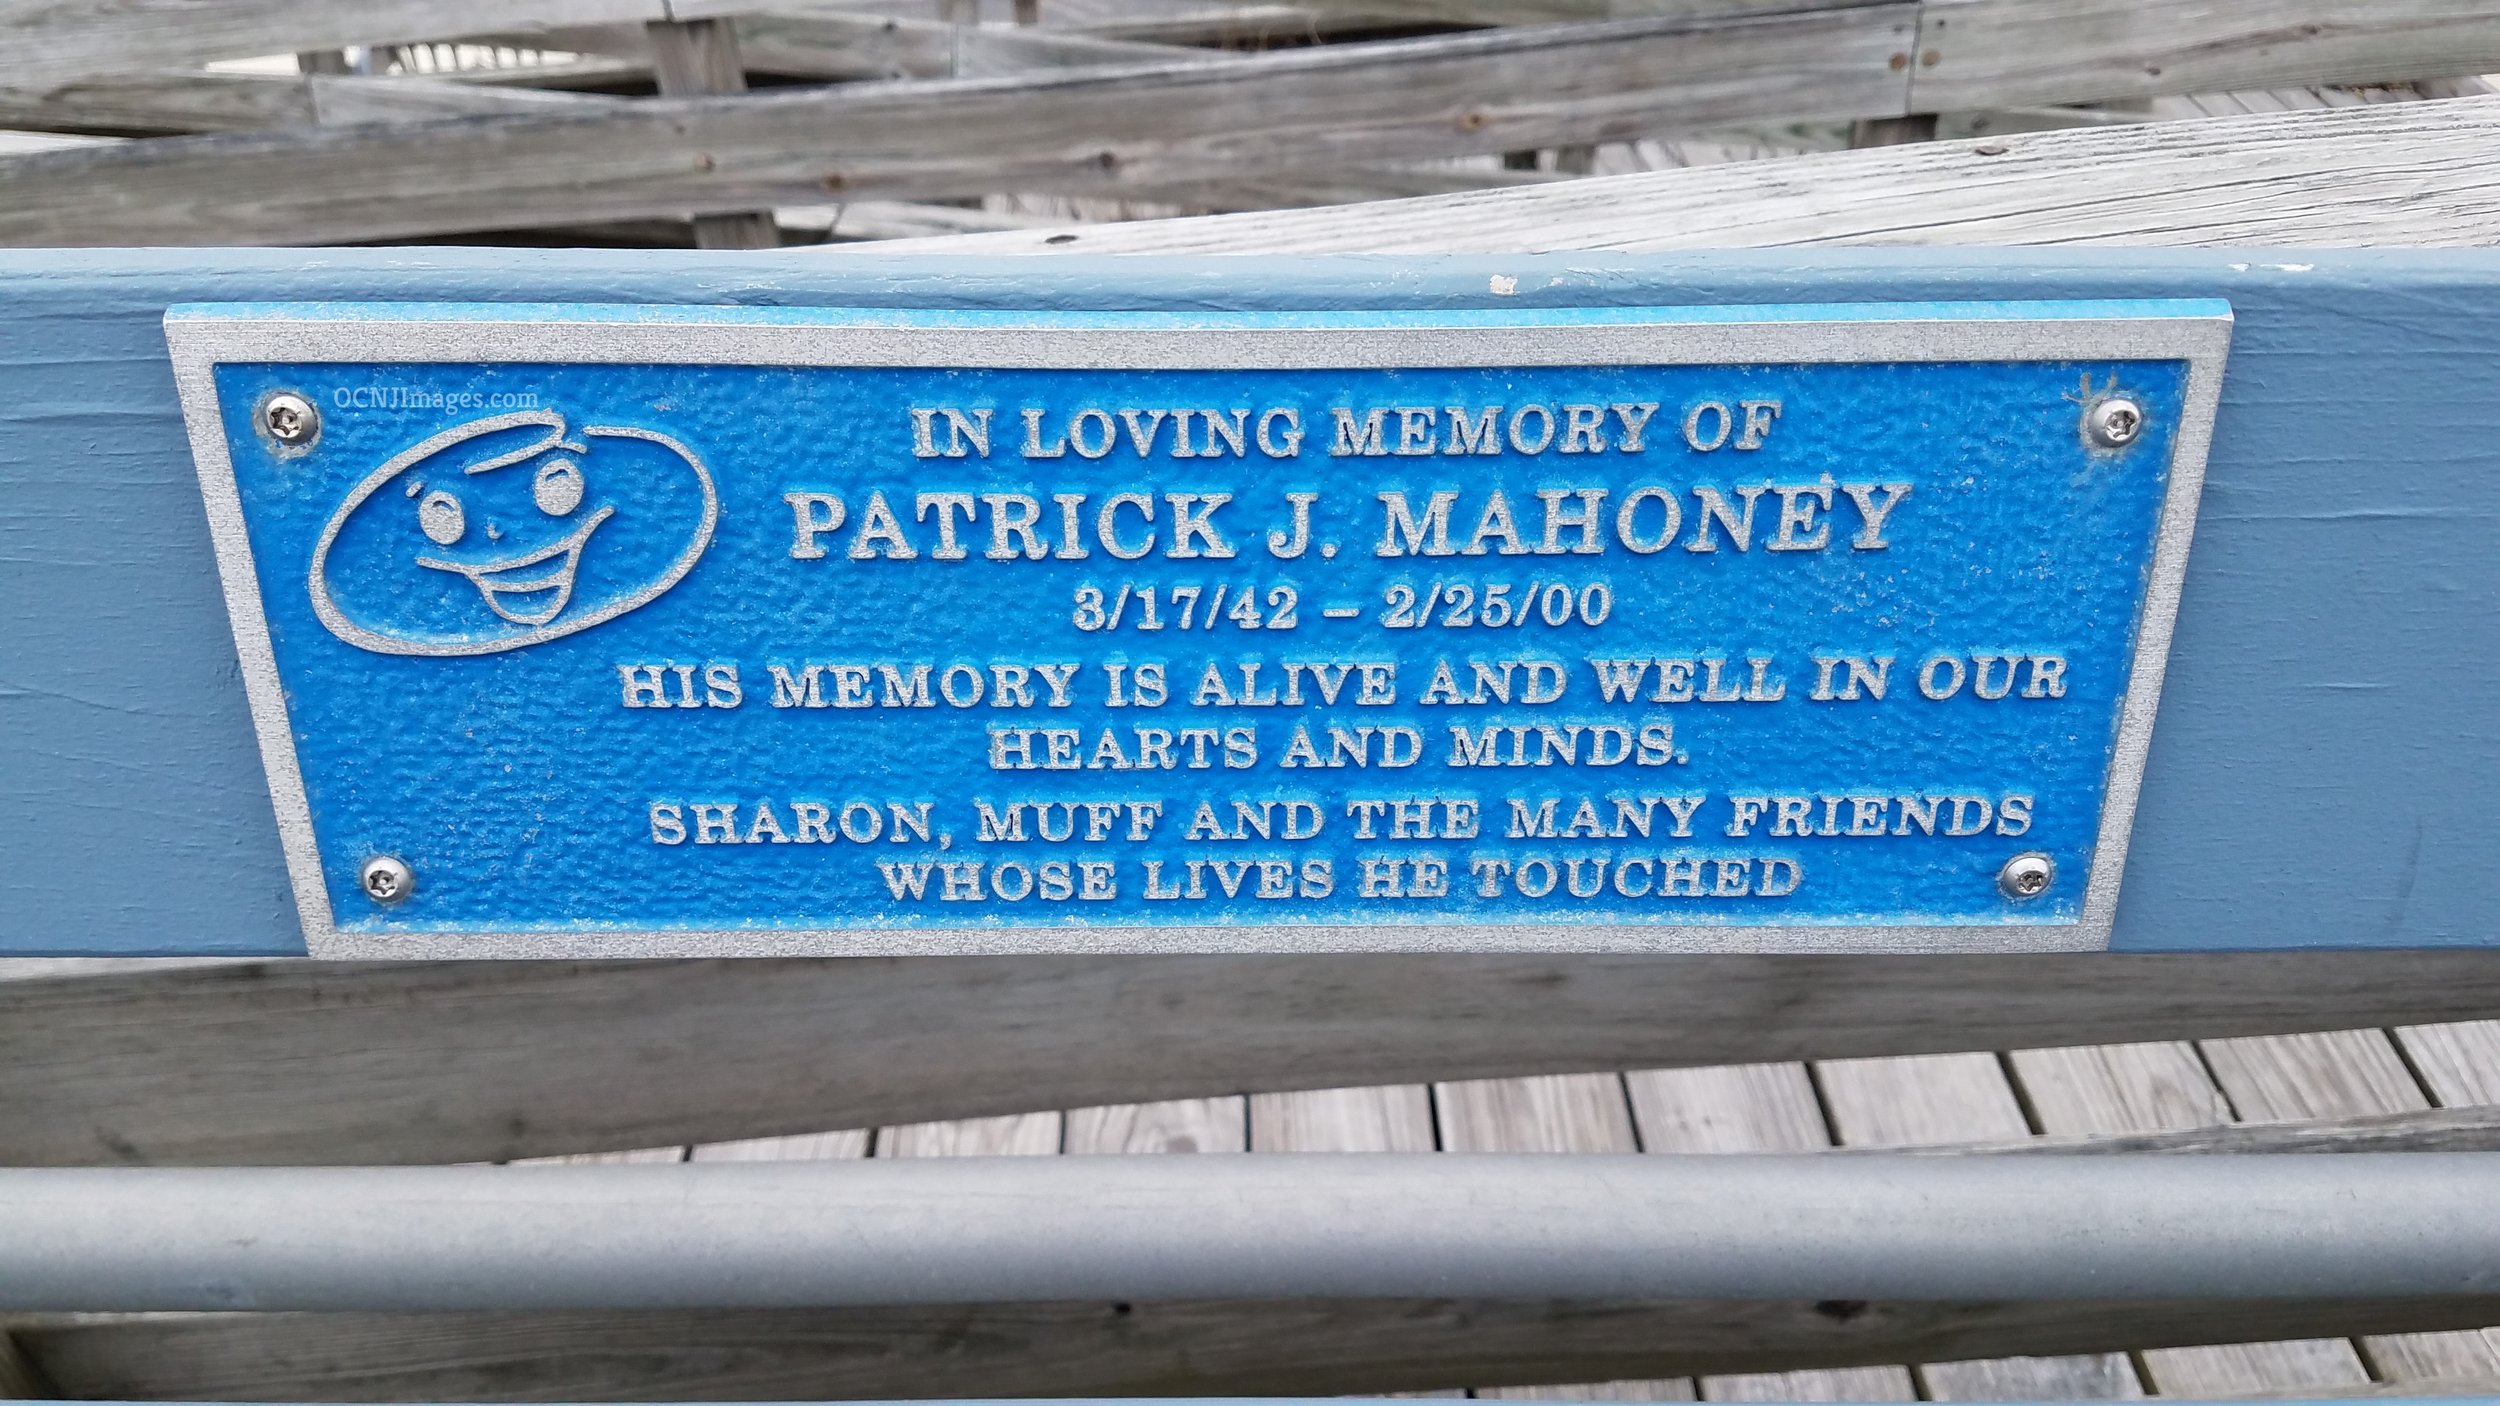 OCNJImages.com
IN LOVING MEMORY OF
PATRICK J. MAHONEY
3/17/42 – 2/25/00
HIS MEMORY IS ALIVE AND WELL IN OUR
HEARTS AND MINDS.
SHARON, MUFF AND THE MANY FRIENDS
WHOSE LIVES HE TOUCHED